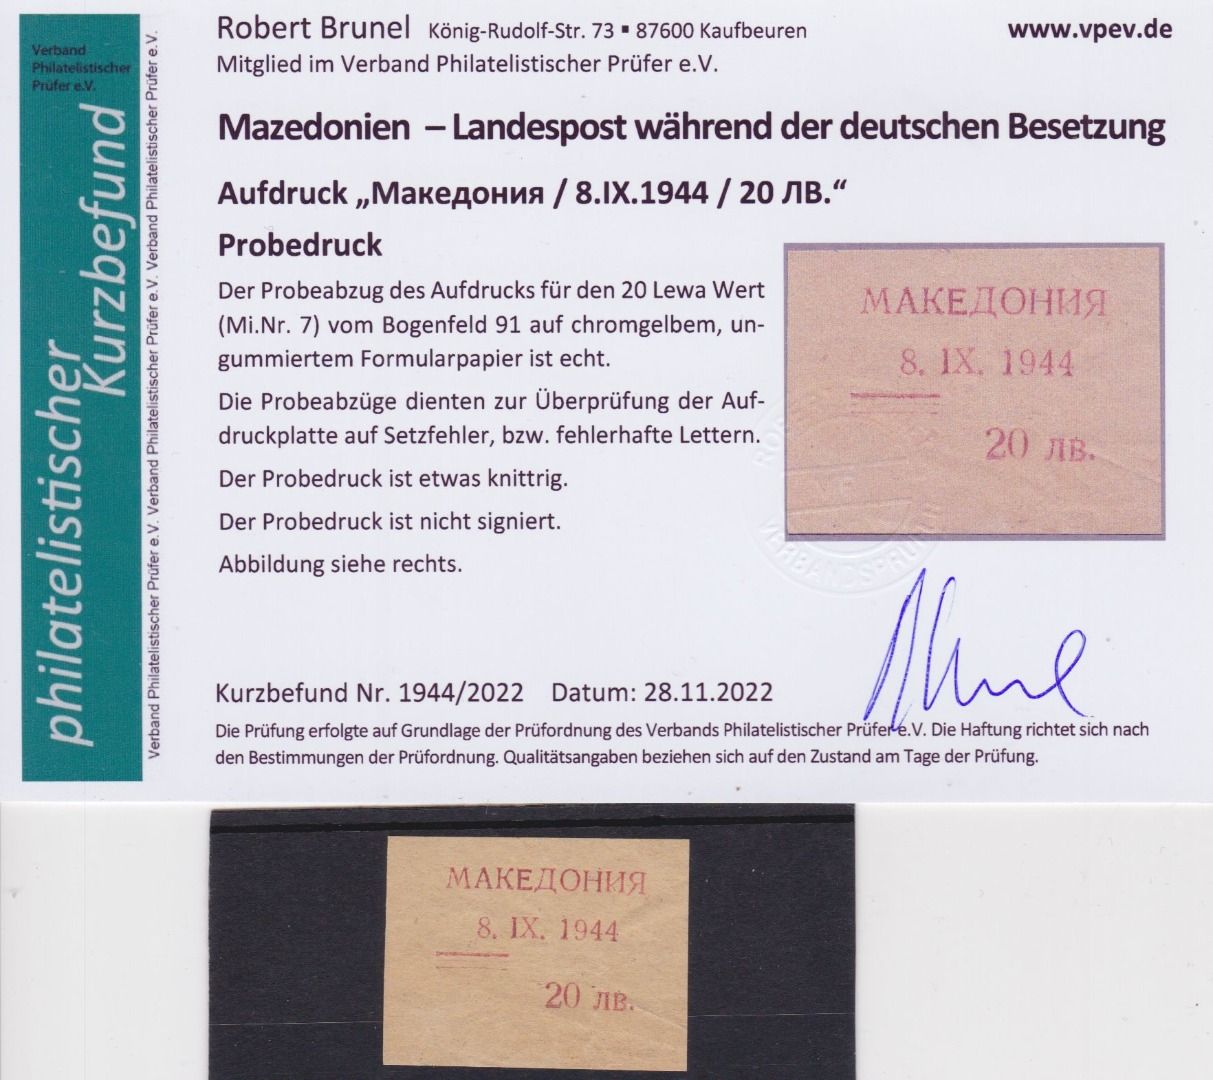 Verband
Philatelistischer
Prüfer e.V.
philatelistischer
Kurzbefund
Verband Philatelistischer Prüfer e.V. Verband Philatelistischer Prüfer e.V. Verband Philatelistischer Prüfer e.V. Verband Philatelistischer Prüfer e.V.
Robert Brunel König-Rudolf-Str. 73 ▪ 87600 Kaufbeuren
www.vpev.de
Mitglied im Verband Philatelistischer Prüfer e.V.
Mazedonien – Landespost während der deutschen Besetzung
Aufdruck „Македония / 8.IX.1944 / 20 ЛВ.“
Probedruck
Der Probeabzug des Aufdrucks für den 20 Lewa Wert
(Mi.Nr. 7) vom Bogenfeld 91 auf chromgelbem, un-
gummiertem Formularpapier ist echt.
Die Probeabzüge dienten zur Überprüfung der Auf-
druckplatte auf Setzfehler, bzw. fehlerhafte Lettern.
Der Probedruck ist etwas knittrig.
Der Probedruck ist nicht signiert.
Abbildung siehe rechts.
МАКЕДОНИЯ
8. IX. 1944
20 лв.
VERBANDSPRÜFER
Kurzbefund Nr. 1944/2022 Datum: 28.11.2022
Die Prüfung erfolgte auf Grundlage der Prüfordnung des Verbands Philatelistischer Prüfer e.V. Die Haftung richtet sich nach
den Bestimmungen der Prüfordnung. Qualitätsangaben beziehen sich auf den Zustand am Tage der Prüfung.
МАКЕДОНИЯ
8. IX. 1944
20 лв.